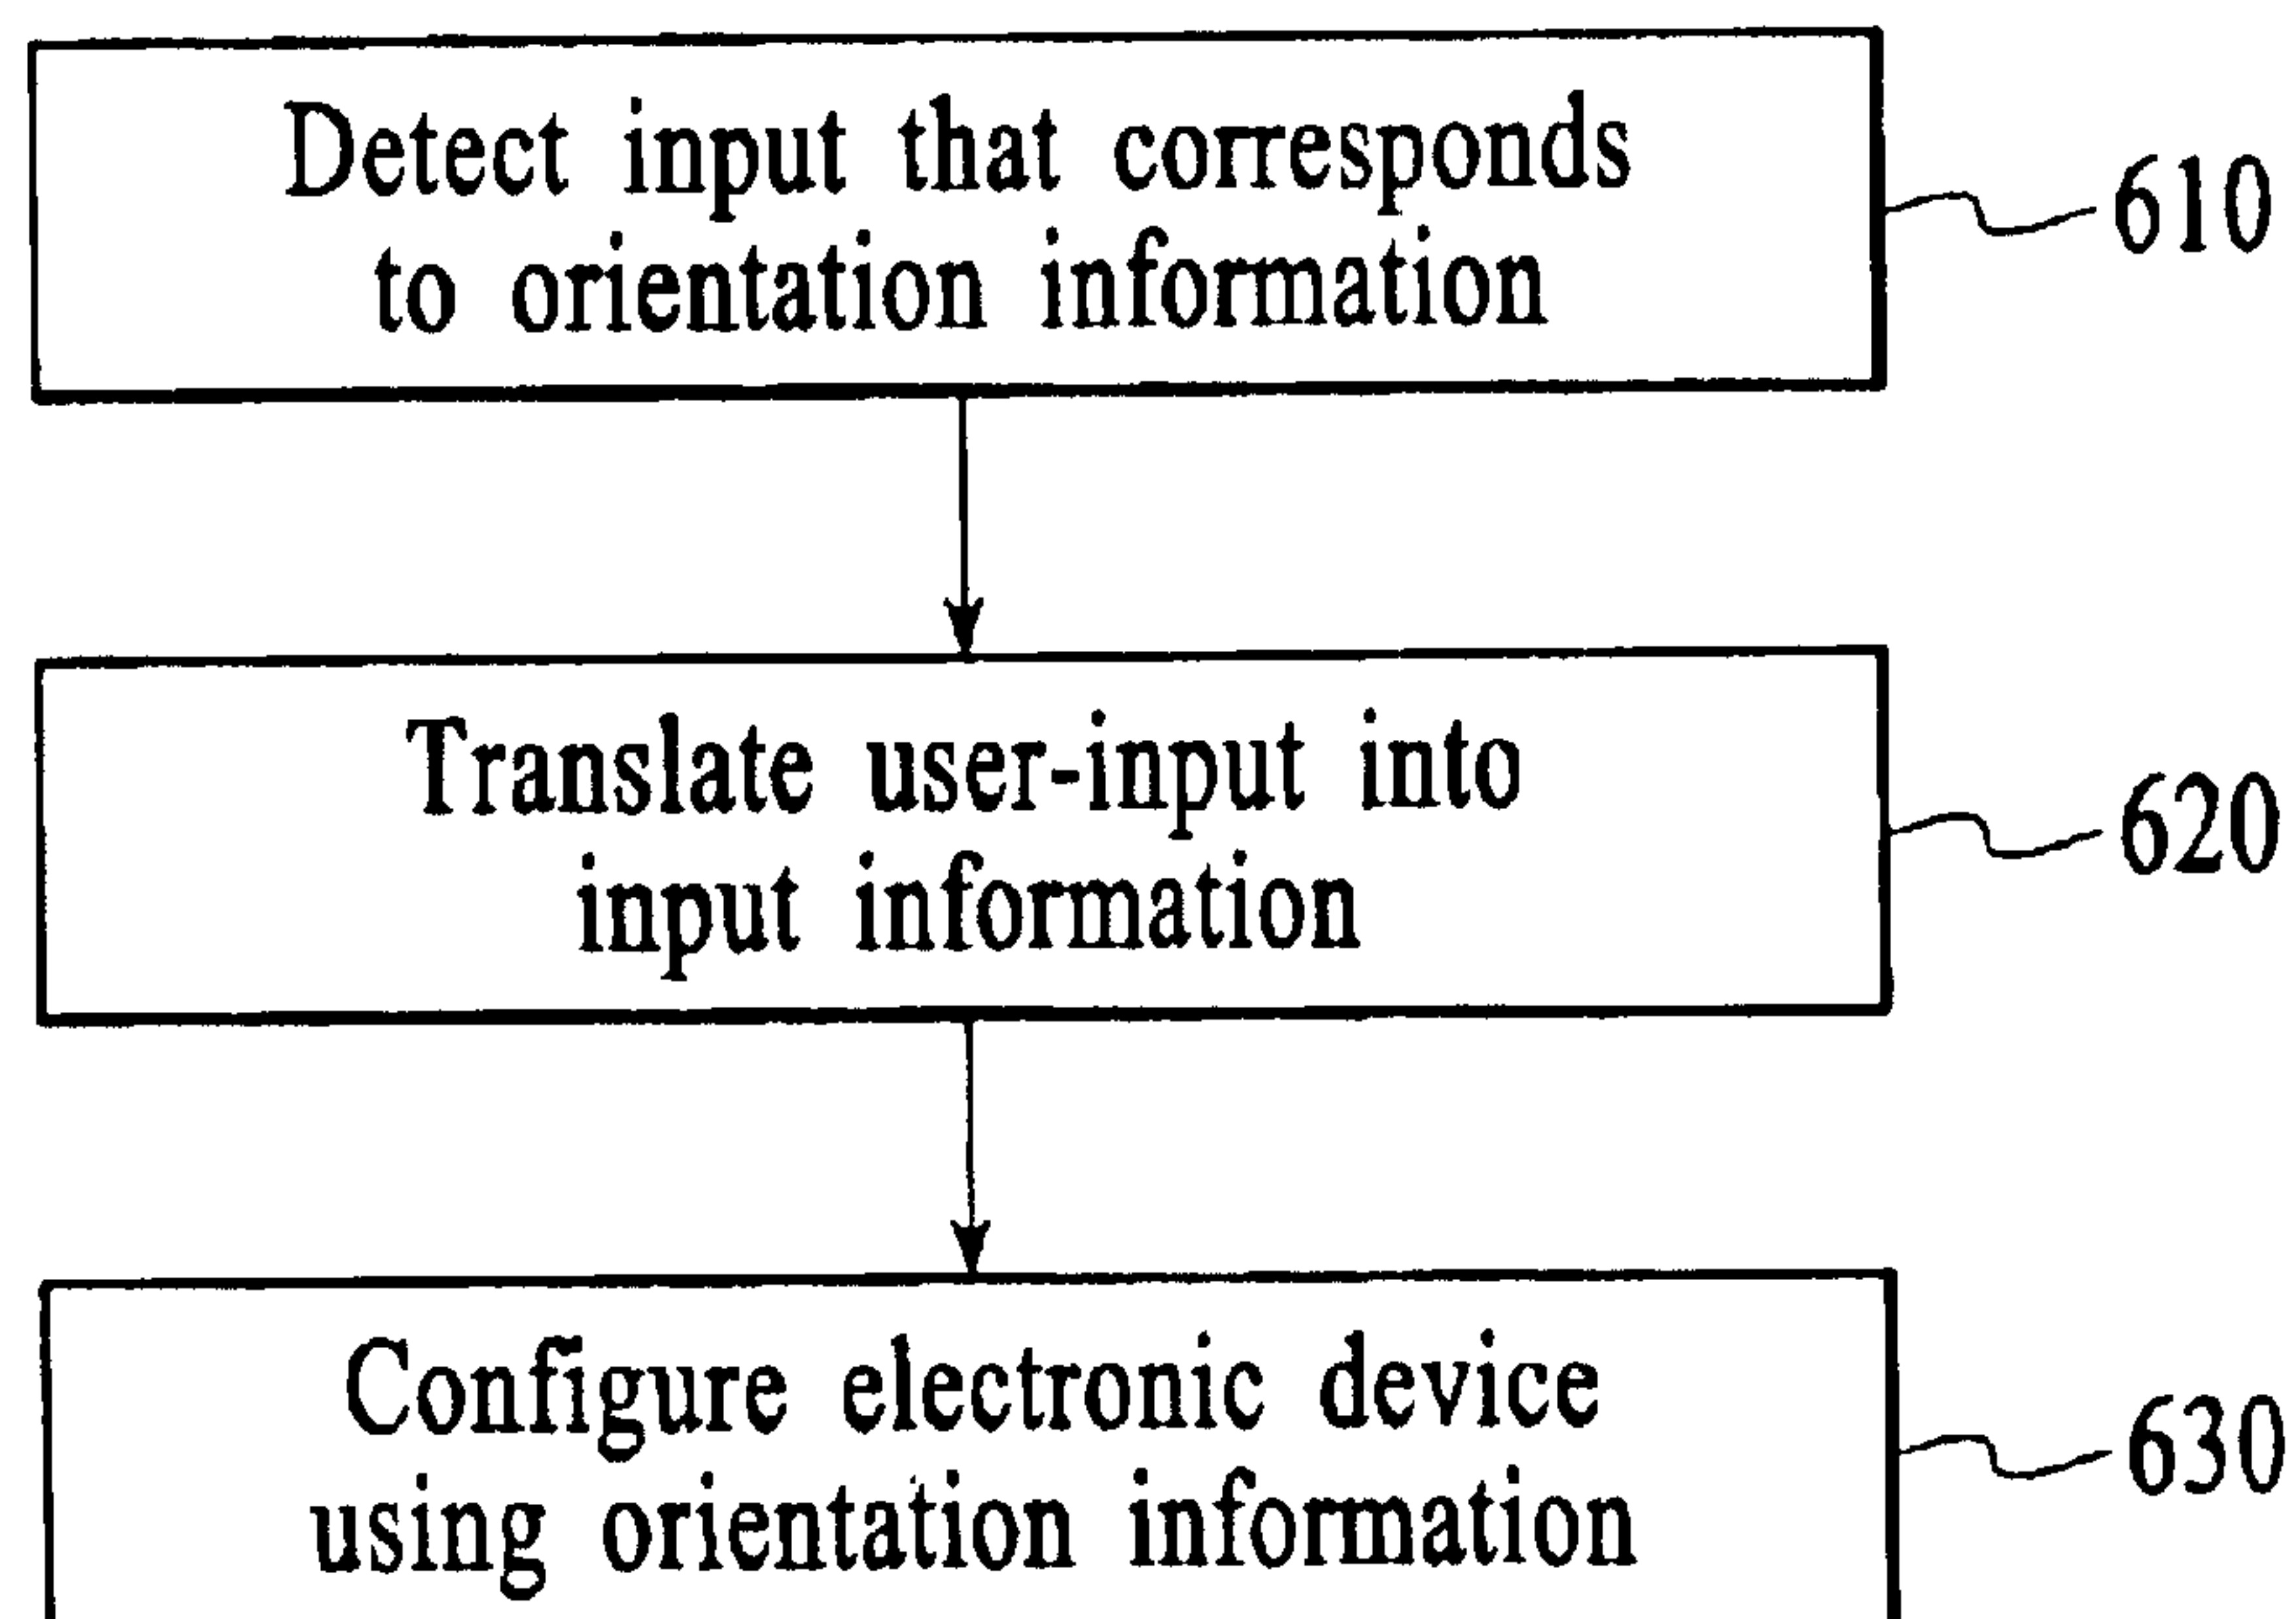 Detect input that corresponds
to orientation information
610
Translate user-input into
input information
620
Configure electronic device
using orientation information
630